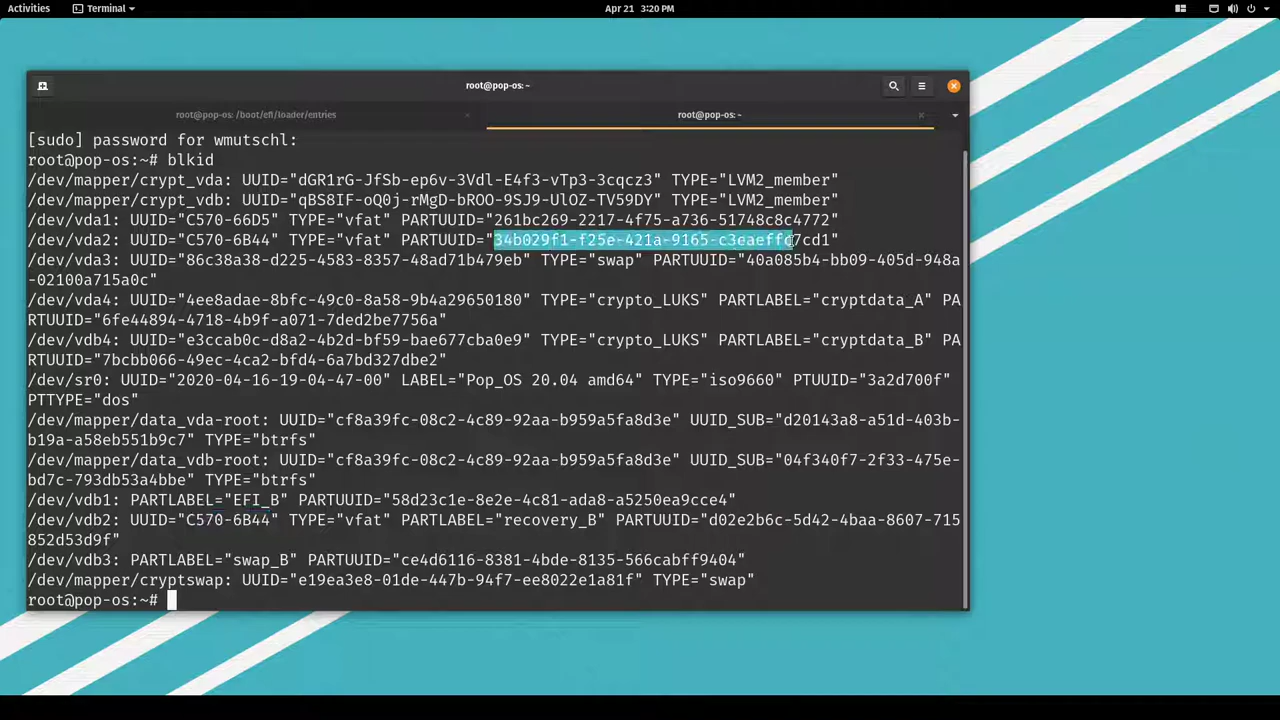 Activities
Terminal
Apr 21 3:20 PM
root@pop-os: ~
root@pop-os: /boot/efi/loader/entries
root@pop-os: ~
[sudo] password for wmutschl:
root@pop-os:~# blkid
/dev/mapper/crypt_vda: UUID="dGR1rG-JfSb-ep6v-3Vdl-E4f3-vTp3-3cqcz3" TYPE="LVM2_member"
/dev/mapper/crypt_vdb: UUID="qBS8IF-oQ0j-rMgD-bROO-9SJ9-UlOZ-TV59DY" TYPE="LVM2_member"
/dev/vda1: UUID="C570-66D5" TYPE="vfat" PARTUUID="261bc269-2217-4f75-a736-51748c8c4772"
/dev/vda2: UUID="C570-6B44" TYPE="vfat" PARTUUID="34b029f1-f25e-421a-9165-c3eaeffc7cd1"
/dev/vda3: UUID="86c38a38-d225-4583-8357-48ad71b479eb" TYPE="swap" PARTUUID="40a085b4-bb09-405d-948a
-02100a715a0c"
/dev/vda4: UUID="4ee8adae-8bfc-49c0-8a58-9b4a29650180" TYPE="crypto_LUKS" PARTLABEL="cryptdata_A" PA
RTUUID="6fe44894-4718-4b9f-a071-7ded2be7756a"
/dev/vdb4: UUID="e3ccab0c-d8a2-4b2d-bf59-bae677cba0e9" TYPE="crypto_LUKS" PARTLABEL="cryptdata_B" PA
RTUUID="7bcbb066-49ec-4ca2-bfd4-6a7bd327dbe2"
/dev/sr0: UUID="2020-04-16-19-04-47-00" LABEL="Pop_OS 20.04 amd64" TYPE="iso9660" PTUUID="3a2d700f"
PTTYPE="dos"
/dev/mapper/data_vda-root: UUID="cf8a39fc-08c2-4c89-92aa-b959a5fa8d3e" UUID_SUB="d20143a8-a51d-403b-
b19a-a58eb551b9c7" TYPE="btrfs"
/dev/mapper/data_vdb-root: UUID="cf8a39fc-08c2-4c89-92aa-b959a5fa8d3e" UUID_SUB="04f340f7-2f33-475e-
bd7c-793db53a4bbe" TYPE="btrfs"
/dev/vdb1: PARTLABEL="EFI_B" PARTUUID="58d23c1e-8e2e-4c81-ada8-a5250ea9cce4"
/dev/vdb2: UUID="C570-6B44" TYPE="vfat" PARTLABEL="recovery_B" PARTUUID="d02e2b6c-5d42-4baa-8607-715
852d53d9f"
/dev/vdb3: PARTLABEL="swap_B" PARTUUID="ce4d6116-8381-4bde-8135-566cabff9404"
/dev/mapper/cryptswap: UUID="e19ea3e8-01de-447b-94f7-ee8022e1a81f" TYPE="swap"
root@pop-os:~#